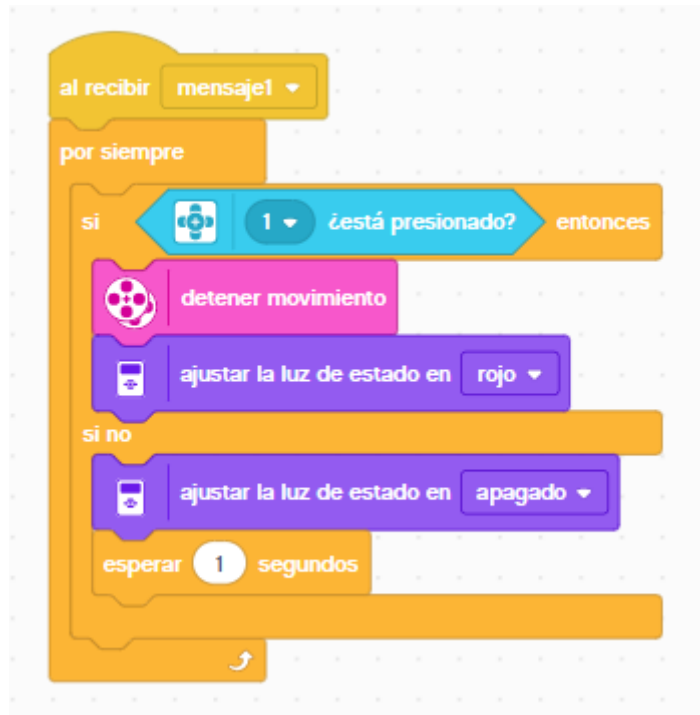 al recibir mensaje1
por siempre
si 1 ¿está presionado? entonces
detener movimiento
ajustar la luz de estado en rojo
si no
ajustar la luz de estado en apagado
esperar 1 segundos